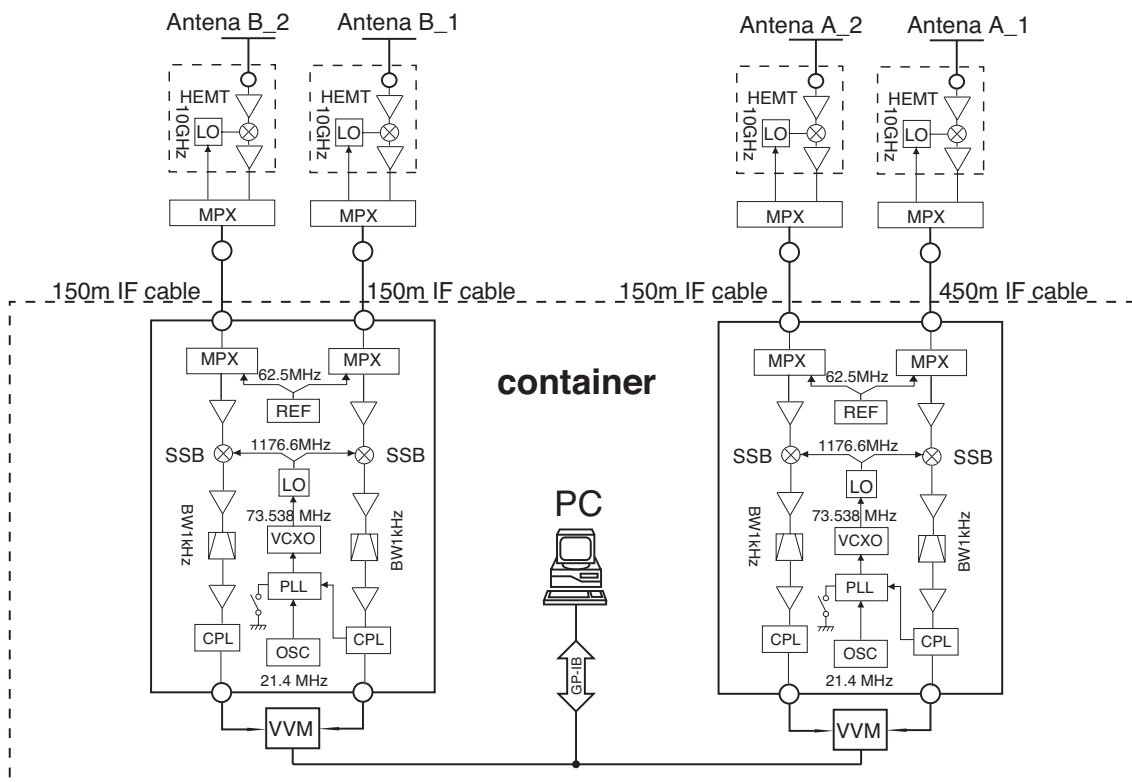 Antena B_2
Antena B_1
Antena A_2
Antena A_1
HEMT
HEMT
HEMT
HEMT
10GHz
LO
10GHz
LO
10GHz
LO
10GHz
LO
MPX
MPX
MPX
MPX
150m IF cable
150m IF cable
150m IF cable
450m IF cable
container
MPX
MPX
62.5MHz
REF
SSB
1176.6MHz
SSB
LO
BW1kHz
73.538 MHz
BW1kHz
VCXO
PLL
CPL
CPL
OSC
21.4 MHz
VVM
PC
GP-IB
MPX
MPX
62.5MHz
REF
SSB
1176.6MHz
SSB
LO
BW1kHz
73.538 MHz
BW1kHz
VCXO
PLL
CPL
CPL
OSC
21.4 MHz
VVM